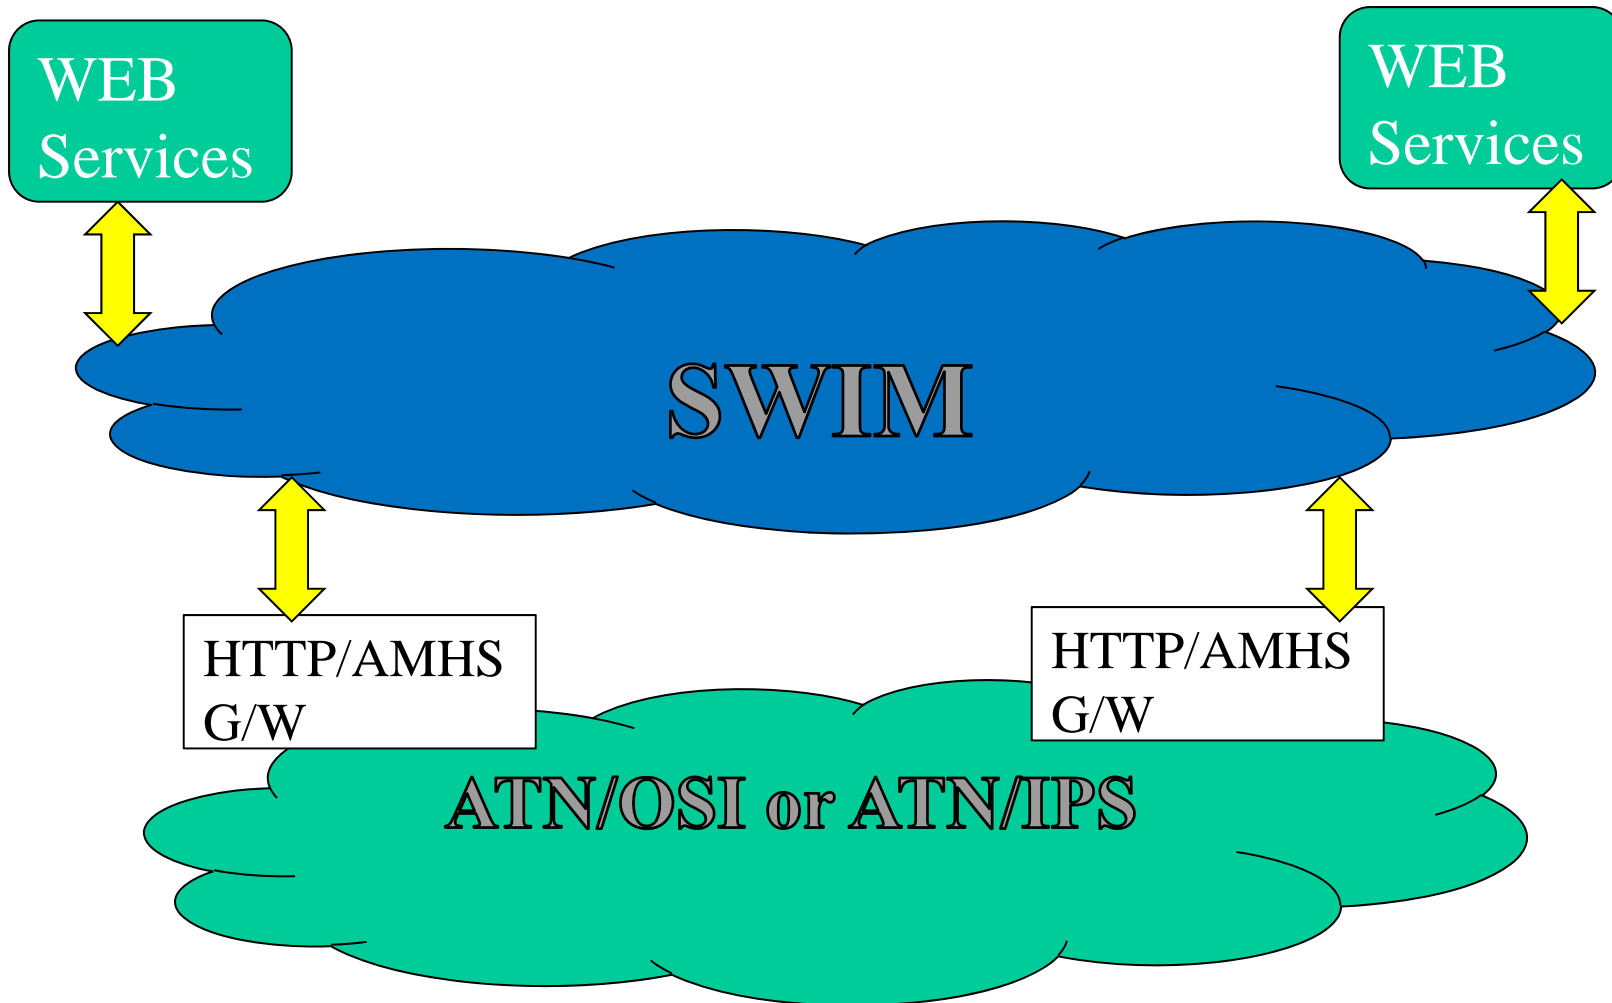 WEB
Services
WEB
Services
SWIM
HTTP/AMHS
G/W
HTTP/AMHS
G/W
ATN/OSI or ATN/IPS